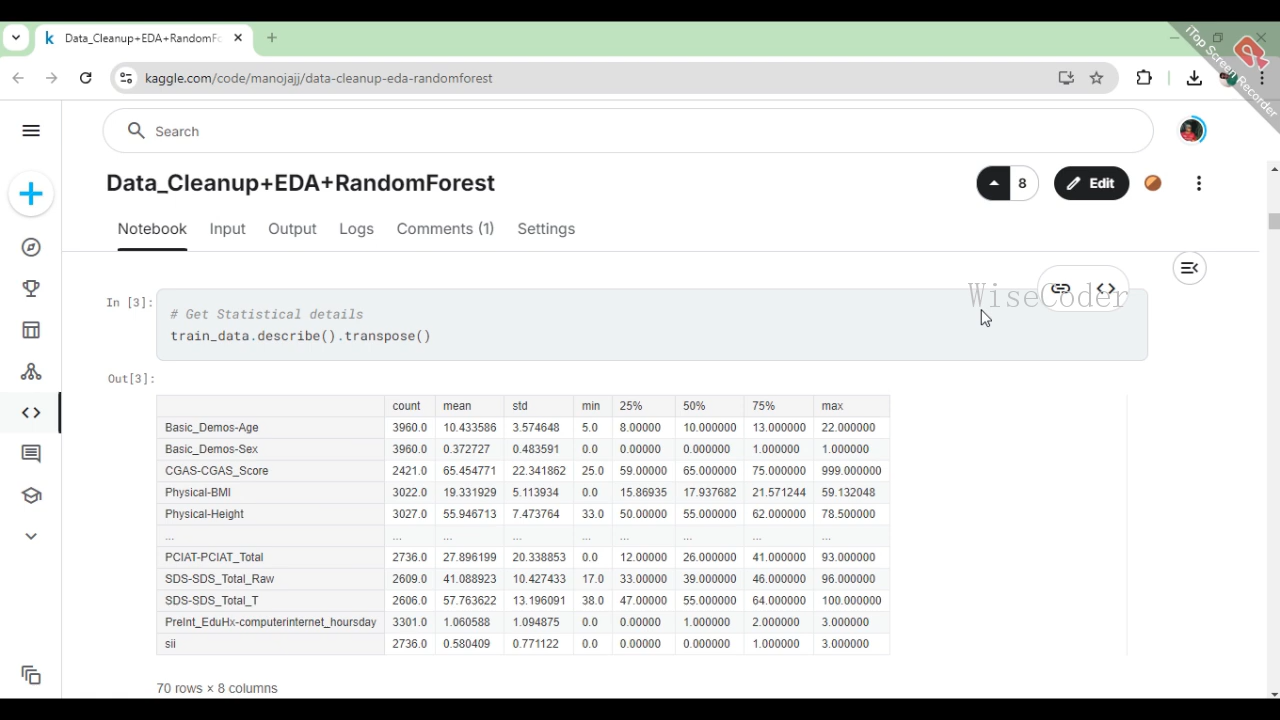 Data_Cleanup+EDA+RandomFo
kaggle.com/code/manojajj/data-cleanup-eda-randomforest
iTop Screen Recorder
Search
Data_Cleanup+EDA+RandomForest
8
Edit
Notebook Input Output Logs Comments (1) Settings
WiseCoder
In [3]:
# Get Statistical details
train_data.describe().transpose()
Out[3]:
count mean std min 25% 50% 75% max
Basic_Demos-Age 3960.0 10.433586 3.574648 5.0 8.00000 10.000000 13.000000 22.000000
Basic_Demos-Sex 3960.0 0.372727 0.483591 0.0 0.00000 0.000000 1.000000 1.000000
CGAS-CGAS_Score 2421.0 65.454771 22.341862 25.0 59.00000 65.000000 75.000000 999.000000
Physical-BMI 3022.0 19.331929 5.113934 0.0 15.86935 17.937682 21.571244 59.132048
Physical-Height 3027.0 55.946713 7.473764 33.0 50.00000 55.000000 62.000000 78.500000
... ... ... ... ... ... ... ... ...
PCIAT-PCIAT_Total 2736.0 27.896199 20.338853 0.0 12.00000 26.000000 41.000000 93.000000
SDS-SDS_Total_Raw 2609.0 41.088923 10.427433 17.0 33.00000 39.000000 46.000000 96.000000
SDS-SDS_Total_T 2606.0 57.763622 13.196091 38.0 47.00000 55.000000 64.000000 100.000000
PreInt_EduHx-computerinternet_hoursday 3301.0 1.060588 1.094875 0.0 0.00000 1.000000 2.000000 3.000000
sii 2736.0 0.580409 0.771122 0.0 0.00000 0.000000 1.000000 3.000000
70 rows × 8 columns